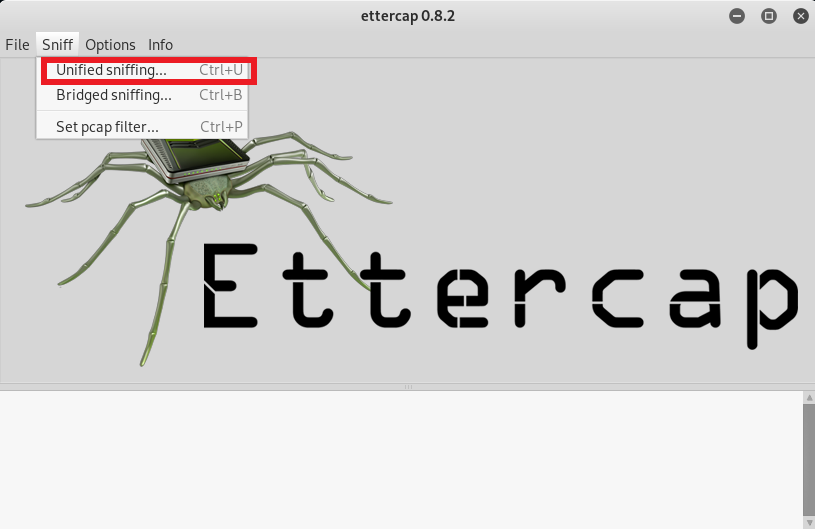 ettercap 0.8.2
File Sniff Options Info
Unified sniffing... Ctrl+U
Bridged sniffing... Ctrl+B
Set pcap filter... Ctrl+P
Ettercap